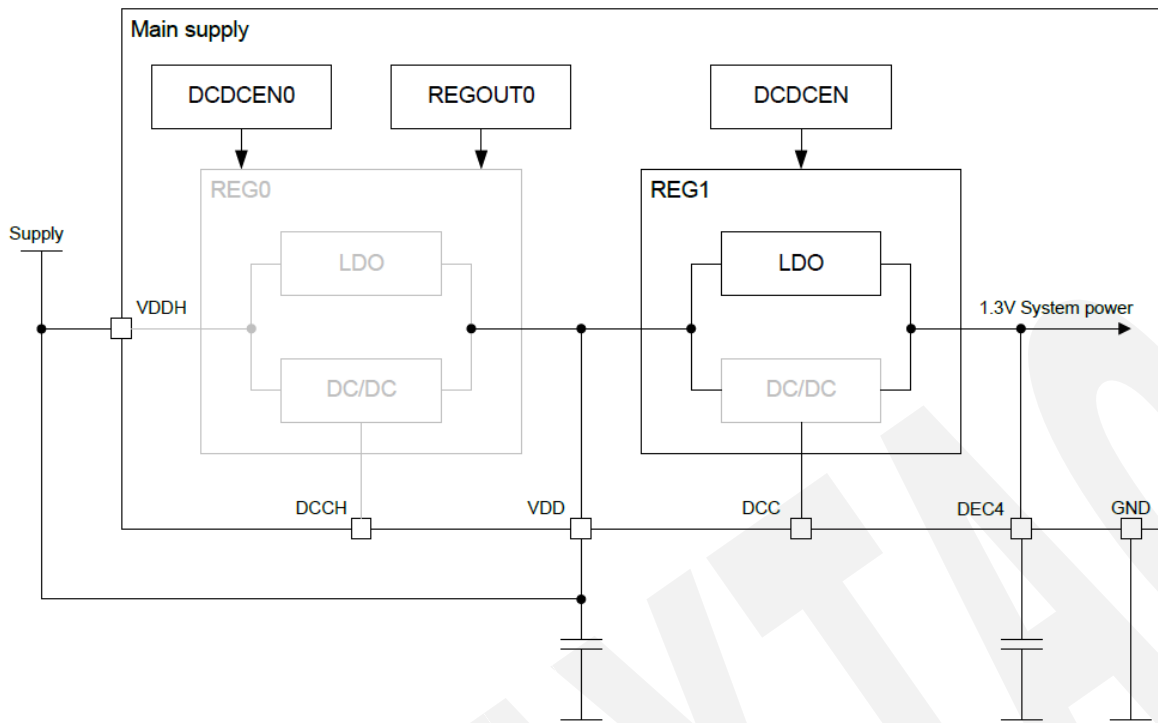 Main supply
DCDCEN0
REGOUT0
DCDCEN
REG0
REG1
Supply
LDO
LDO
VDDH
1.3V System power
DC/DC
DC/DC
DCCH
VDD
DCC
DEC4
GND